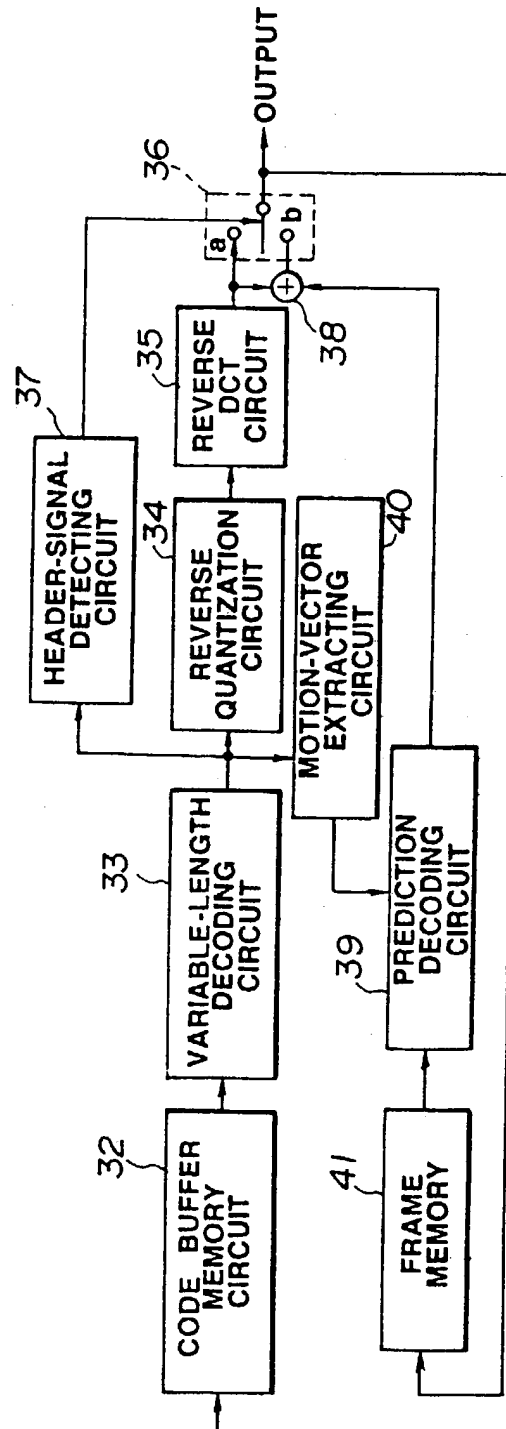 37
HEADER-SIGNAL
DETECTING
CIRCUIT
32
CODE BUFFER
MEMORY
CIRCUIT
33
VARIABLE-LENGTH
DECODING
CIRCUIT
34
REVERSE
QUANTIZATION
CIRCUIT
35
REVERSE
DCT
CIRCUIT
36
a
b
OUTPUT
38
+
40
MOTION-VECTOR
EXTRACTING
CIRCUIT
41
FRAME
MEMORY
39
PREDICTION
DECODING
CIRCUIT